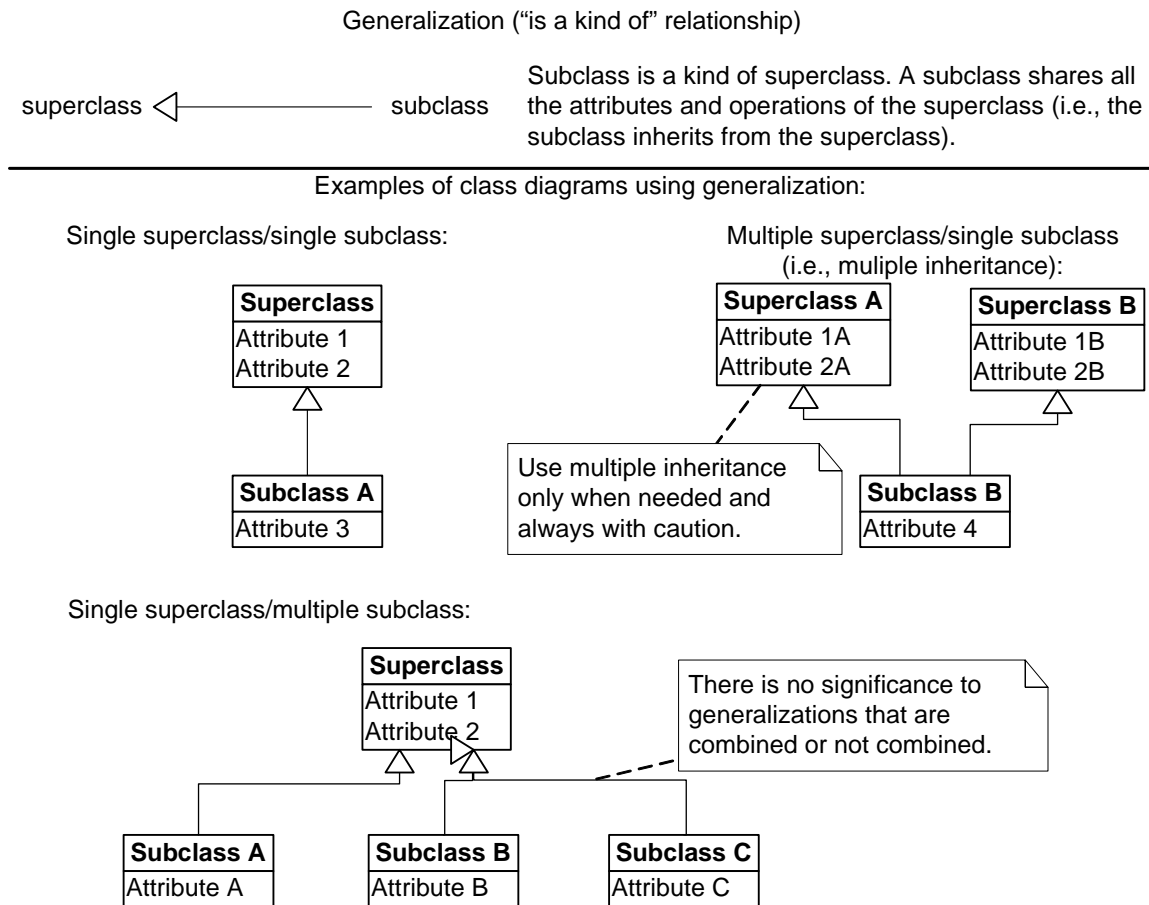 Generalization (“is a kind of” relationship)
superclass
subclass
Subclass is a kind of superclass. A subclass shares all
the attributes and operations of the superclass (i.e., the
subclass inherits from the superclass).
Examples of class diagrams using generalization:
Single superclass/single subclass:
Superclass
Attribute 1
Attribute 2
Subclass A
Attribute 3
Multiple superclass/single subclass
(i.e., muliple inheritance):
Superclass A
Attribute 1A
Attribute 2A
Superclass B
Attribute 1B
Attribute 2B
Use multiple inheritance
only when needed and
always with caution.
Subclass B
Attribute 4
Single superclass/multiple subclass:
Superclass
Attribute 1
Attribute 2
There is no significance to
generalizations that are
combined or not combined.
Subclass A
Attribute A
Subclass B
Attribute B
Subclass C
Attribute C